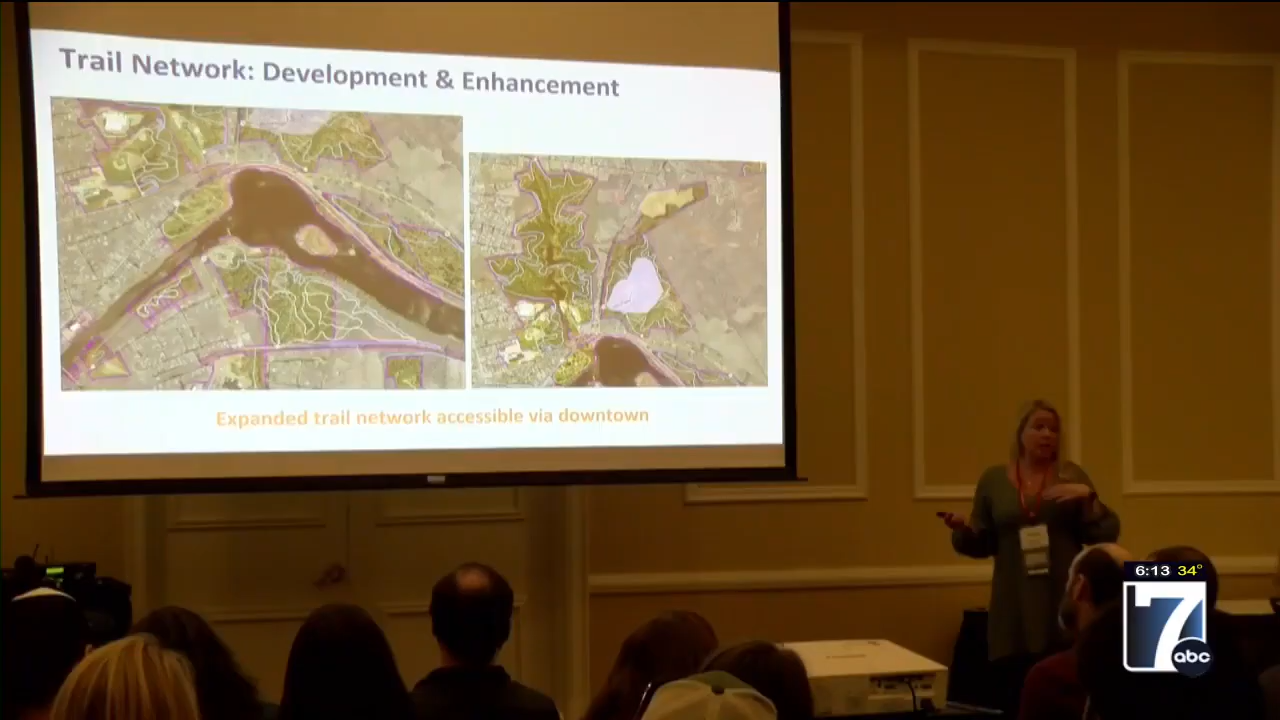 Trail Network: Development & Enhancement
Expanded trail network accessible via downtown
6:13 34°
7
abc